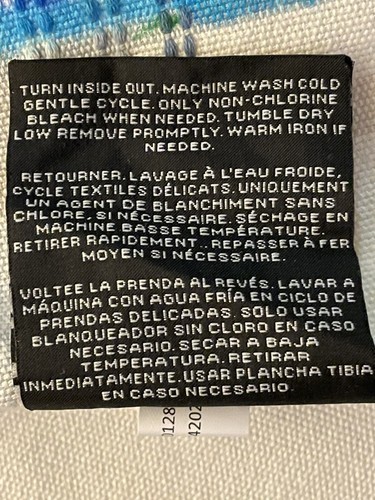 TURN INSIDE OUT. MACHINE WASH COLD
GENTLE CYCLE. ONLY NON-CHLORINE
BLEACH WHEN NEEDED. TUMBLE DRY
LOW REMOVE PROMPTLY. WARM IRON IF
NEEDED.
RETOURNER. LAVAGE À L'EAU FROIDE,
CYCLE TEXTILES DÉLICATS. UNIQUEMENT
UN AGENT DE BLANCHIMENT SANS
CHLORE, SI NÉCESSAIRE. SÉCHAGE EN
MACHINE BASSE TEMPÉRATURE.
RETIRER RAPIDEMENT.. REPASSER À FER
MOYEN SI NÉCESSAIRE.
VOLTEE LA PRENDA AL REVÉS. LAVAR A
MÁQUINA CON AGUA FRÍA EN CICLO DE
PRENDAS DELICADAS. SOLO USAR
BLANQUEADOR SIN CLORO EN CASO
NECESARIO. SECAR A BAJA
TEMPERATURA. RETIRAR
INMEDIATAMENTE. USAR PLANCHA TIBIA
EN CASO NECESARIO.
0128
4202